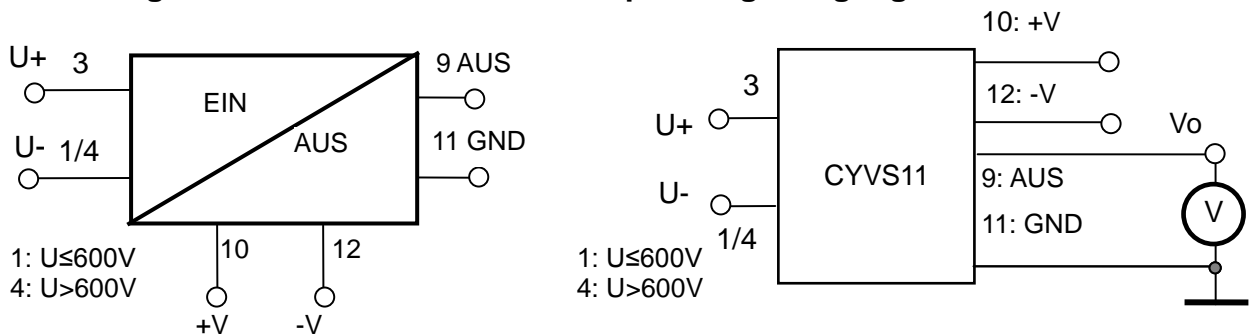 U+
3
9 AUS
EIN
U-
1/4
AUS
11 GND
10
12
1: U≤600V
4: U>600V
+V
-V
10: +V
3
12: -V
U+
Vo
CYVS11
9: AUS
V
U-
11: GND
1/4
1: U≤600V
4: U>600V